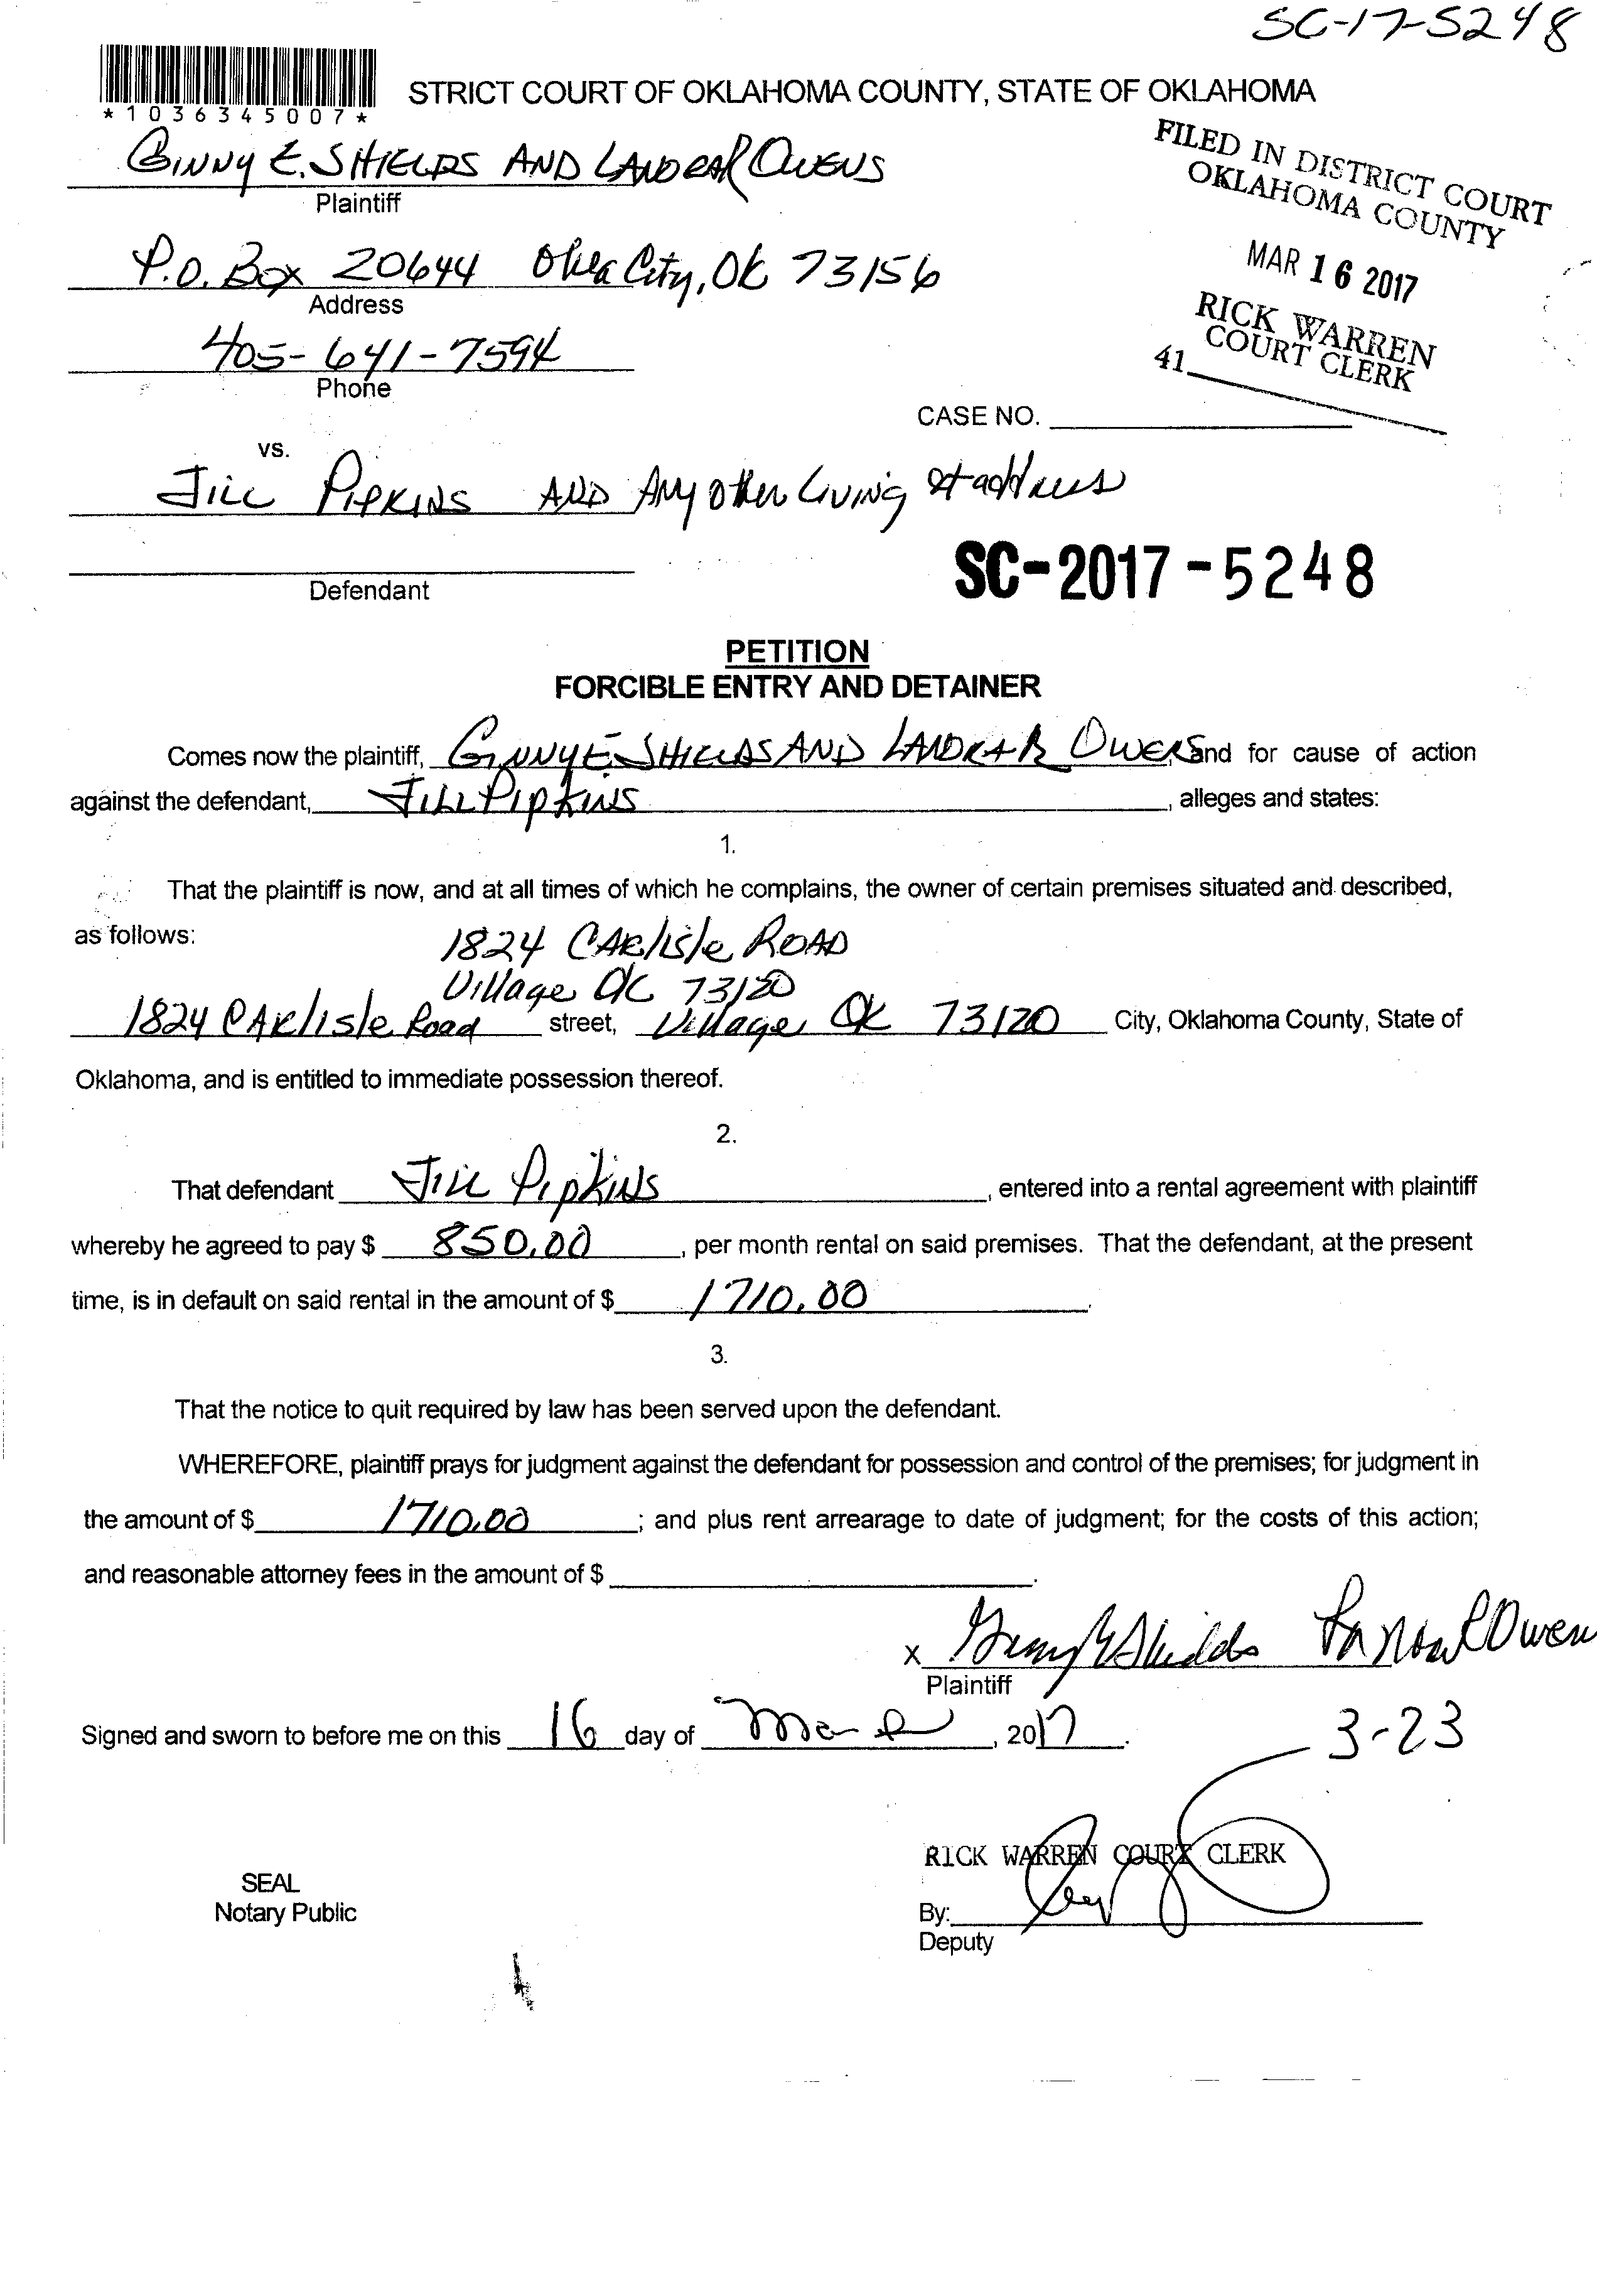 SC-17-5248
STRICT COURT OF OKLAHOMA COUNTY, STATE OF OKLAHOMA
*1036345007*
GINNY E. SHIELDS AND LANDRAR OWENS
Plaintiff
FILED IN DISTRICT COURT
OKLAHOMA COUNTY
P.O. Box 20644 Okla City, OK 73156
Address
MAR 16 2017
405-641-7594
Phone
RICK WARREN
COURT CLERK
41
CASE NO.
vs.
JILL PIPKINS AND ANY other LIVING at address
SC-2017-5248
Defendant
PETITION
FORCIBLE ENTRY AND DETAINER
Comes now the plaintiff, GINNY E SHIELDS AND LANDRAR OWENS and for cause of action
against the defendant, JILL PIPKINS, alleges and states:
1.
That the plaintiff is now, and at all times of which he complains, the owner of certain premises situated and described,
as follows: 1824 CARlisle ROAD
Village OK 73120
1824 CARlisle Road street, Village OK 73120 City, Oklahoma County, State of
Oklahoma, and is entitled to immediate possession thereof.
2.
That defendant Jill Pipkins, entered into a rental agreement with plaintiff
whereby he agreed to pay $ 850.00, per month rental on said premises. That the defendant, at the present
time, is in default on said rental in the amount of $ 1710.00.
3.
That the notice to quit required by law has been served upon the defendant.
WHEREFORE, plaintiff prays for judgment against the defendant for possession and control of the premises; for judgment in
the amount of $ 1710.00; and plus rent arrearage to date of judgment; for the costs of this action;
and reasonable attorney fees in the amount of $.
x Ginny E Shields Owen
Plaintiff
Signed and sworn to before me on this 16 day of March, 2017.
3-23
RICK WARREN COURT CLERK
SEAL
Notary Public
By:
Deputy